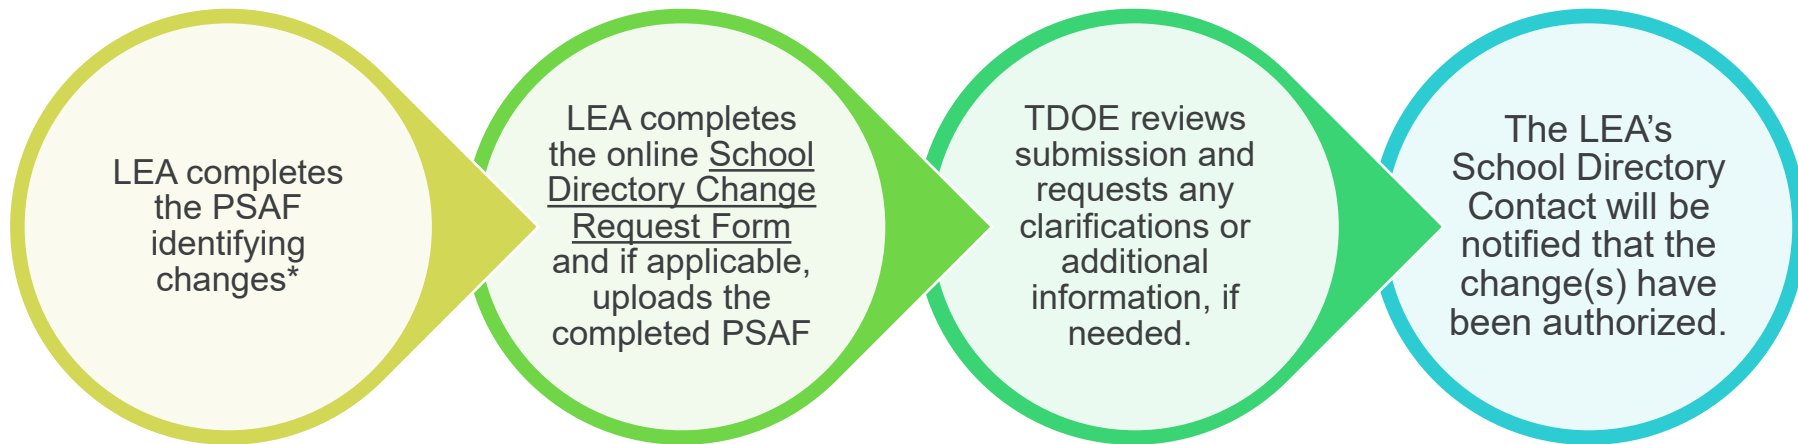 LEA completes
the PSAF
identifying
changes*
LEA completes
the online School
Directory Change
Request Form
and if applicable,
uploads the
completed PSAF
TDOE reviews
submission and
requests any
clarifications or
additional
information, if
needed.
The LEA’s
School Directory
Contact will be
notified that the
change(s) have
been authorized.